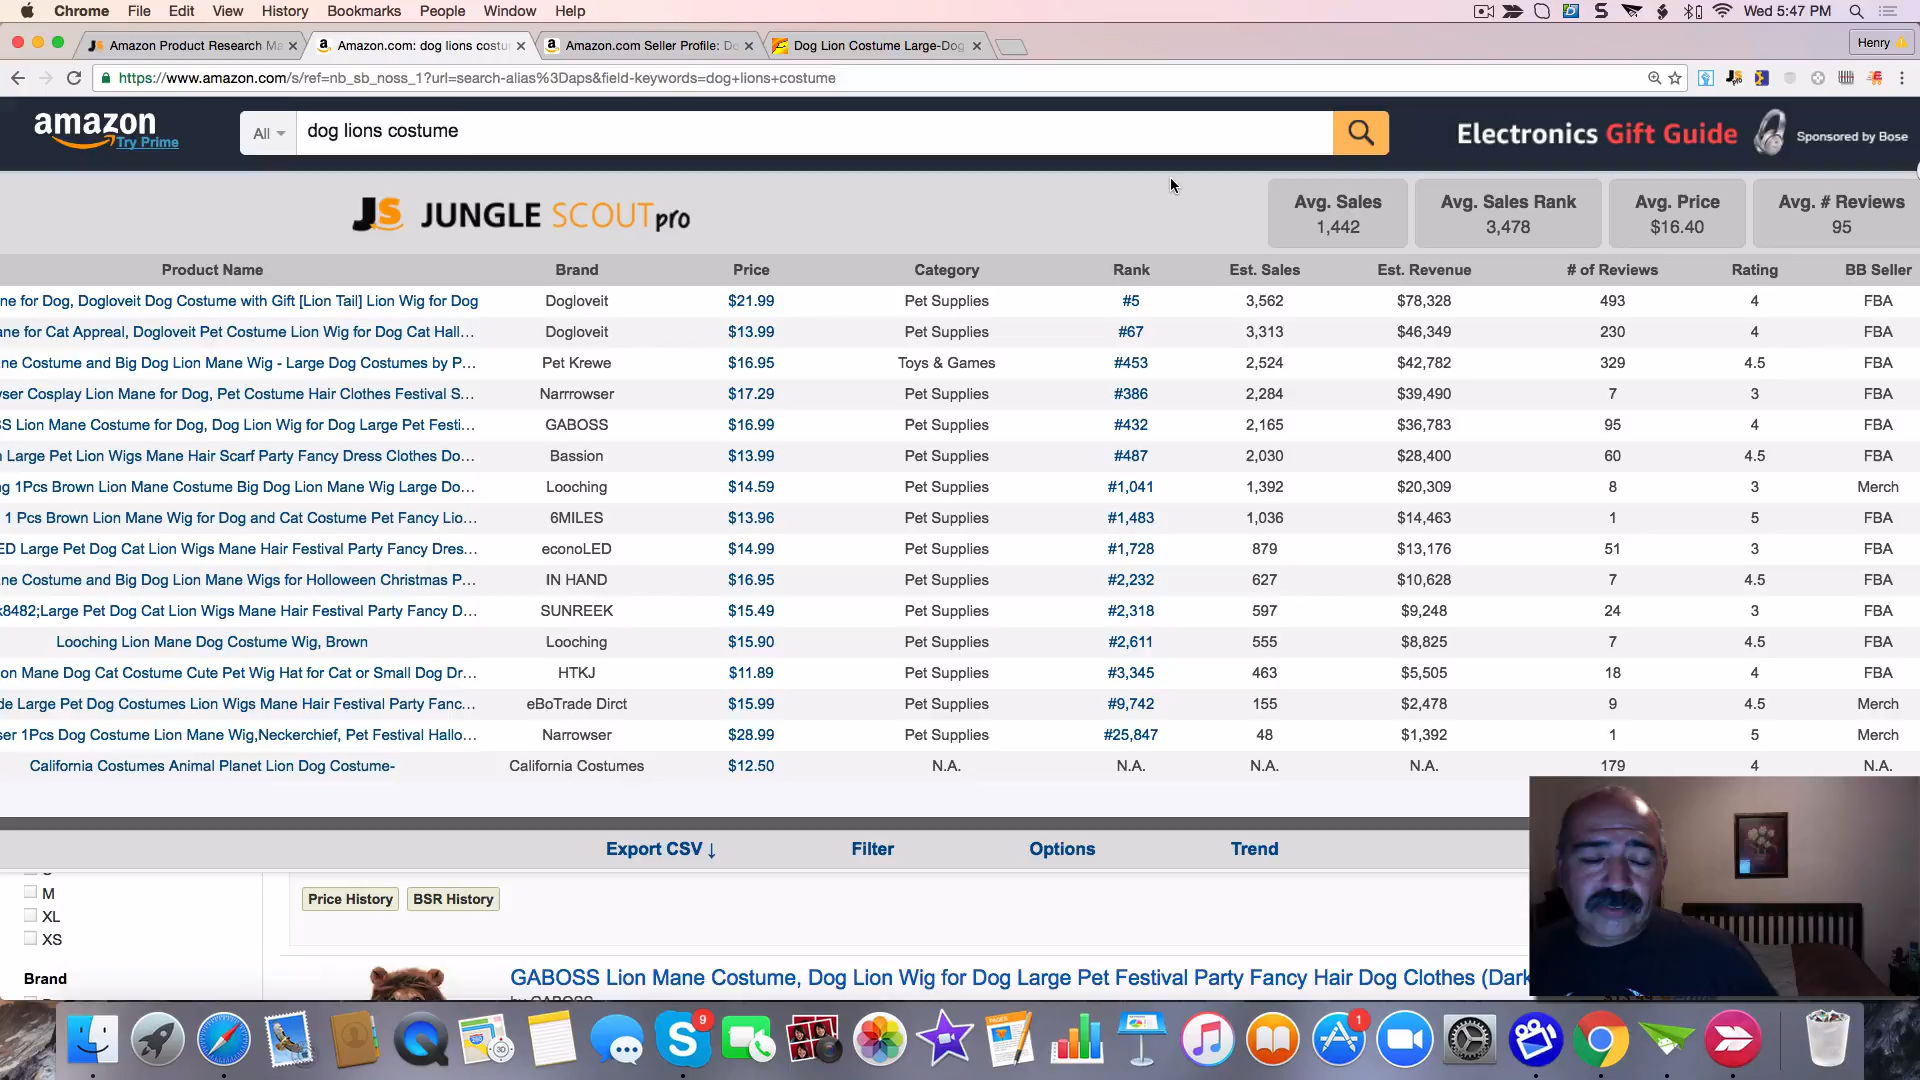 Chrome File Edit View History Bookmarks People Window Help Wed 5:47 PM
Amazon Product Research Ma Amazon.com: dog lions costu Amazon.com Seller Profile: Do Dog Lion Costume Large-Dog Henry
https://www.amazon.com/s/ref=nb_sb_noss_1?url=search-alias%3Daps&field-keywords=dog+lions+costume
amazon
Try Prime
All dog lions costume
Electronics Gift Guide Sponsored by Bose
JS JUNGLE SCOUT pro
Avg. Sales Avg. Sales Rank Avg. Price Avg. # Reviews
1,442 3,478 $16.40 95
Product Name Brand Price Category Rank Est. Sales Est. Revenue # of Reviews Rating BB Seller
ne for Dog, Dogloveit Dog Costume with Gift [Lion Tail] Lion Wig for Dog Dogloveit $21.99 Pet Supplies #5 3,562 $78,328 493 4 FBA
ane for Cat Appreal, Dogloveit Pet Costume Lion Wig for Dog Cat Hall... Dogloveit $13.99 Pet Supplies #67 3,313 $46,349 230 4 FBA
ne Costume and Big Dog Lion Mane Wig - Large Dog Costumes by P... Pet Krewe $16.95 Toys & Games #453 2,524 $42,782 329 4.5 FBA
ser Cosplay Lion Mane for Dog, Pet Costume Hair Clothes Festival S... Narrrowser $17.29 Pet Supplies #386 2,284 $39,490 7 3 FBA
S Lion Mane Costume for Dog, Dog Lion Wig for Dog Large Pet Festi... GABOSS $16.99 Pet Supplies #432 2,165 $36,783 95 4 FBA
Large Pet Lion Wigs Mane Hair Scarf Party Fancy Dress Clothes Do... Bassion $13.99 Pet Supplies #487 2,030 $28,400 60 4.5 FBA
g 1Pcs Brown Lion Mane Costume Big Dog Lion Mane Wig Large Do... Looching $14.59 Pet Supplies #1,041 1,392 $20,309 8 3 Merch
1 Pcs Brown Lion Mane Wig for Dog and Cat Costume Pet Fancy Lio... 6MILES $13.96 Pet Supplies #1,483 1,036 $14,463 1 5 FBA
ED Large Pet Dog Cat Lion Wigs Mane Hair Festival Party Fancy Dres... econoLED $14.99 Pet Supplies #1,728 879 $13,176 51 3 FBA
ne Costume and Big Dog Lion Mane Wigs for Holloween Christmas P... IN HAND $16.95 Pet Supplies #2,232 627 $10,628 7 4.5 FBA
8482;Large Pet Dog Cat Lion Wigs Mane Hair Festival Party Fancy D... SUNREEK $15.49 Pet Supplies #2,318 597 $9,248 24 3 FBA
Looching Lion Mane Dog Costume Wig, Brown Looching $15.90 Pet Supplies #2,611 555 $8,825 7 4.5 FBA
on Mane Dog Cat Costume Cute Pet Wig Hat for Cat or Small Dog Dr... HTKJ $11.89 Pet Supplies #3,345 463 $5,505 18 4 FBA
de Large Pet Dog Costumes Lion Wigs Mane Hair Festival Party Fanc... eBoTrade Dirct $15.99 Pet Supplies #9,742 155 $2,478 9 4.5 Merch
ser 1Pcs Dog Costume Lion Mane Wig,Neckerchief, Pet Festival Hallo... Narrowser $28.99 Pet Supplies #25,847 48 $1,392 1 5 Merch
California Costumes Animal Planet Lion Dog Costume- California Costumes $12.50 N.A. N.A. N.A. N.A. 179 4 N.A.
Export CSV ↓ Filter Options Trend
M
XL
XS
Price History BSR History
Brand
GABOSS Lion Mane Costume, Dog Lion Wig for Dog Large Pet Festival Party Fancy Hair Dog Clothes (Dark
9
1